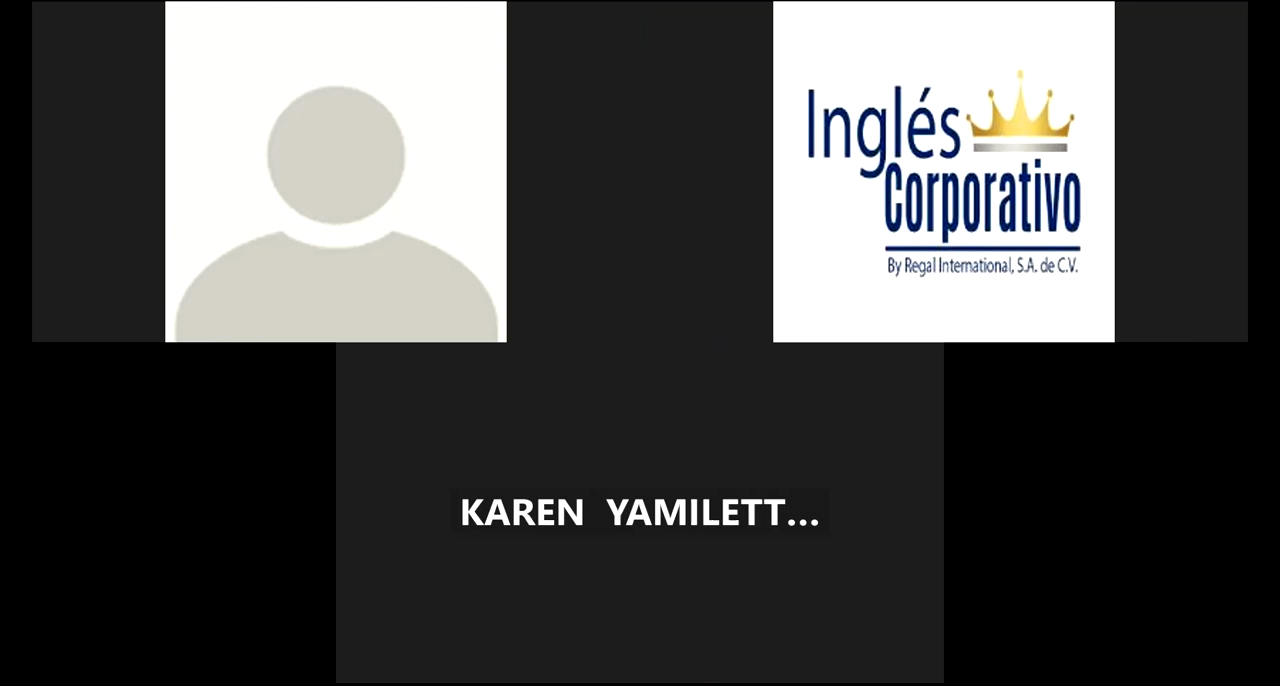 Inglés
Corporativo
By Regal International, S.A. de C.V.
KAREN YAMILETT...